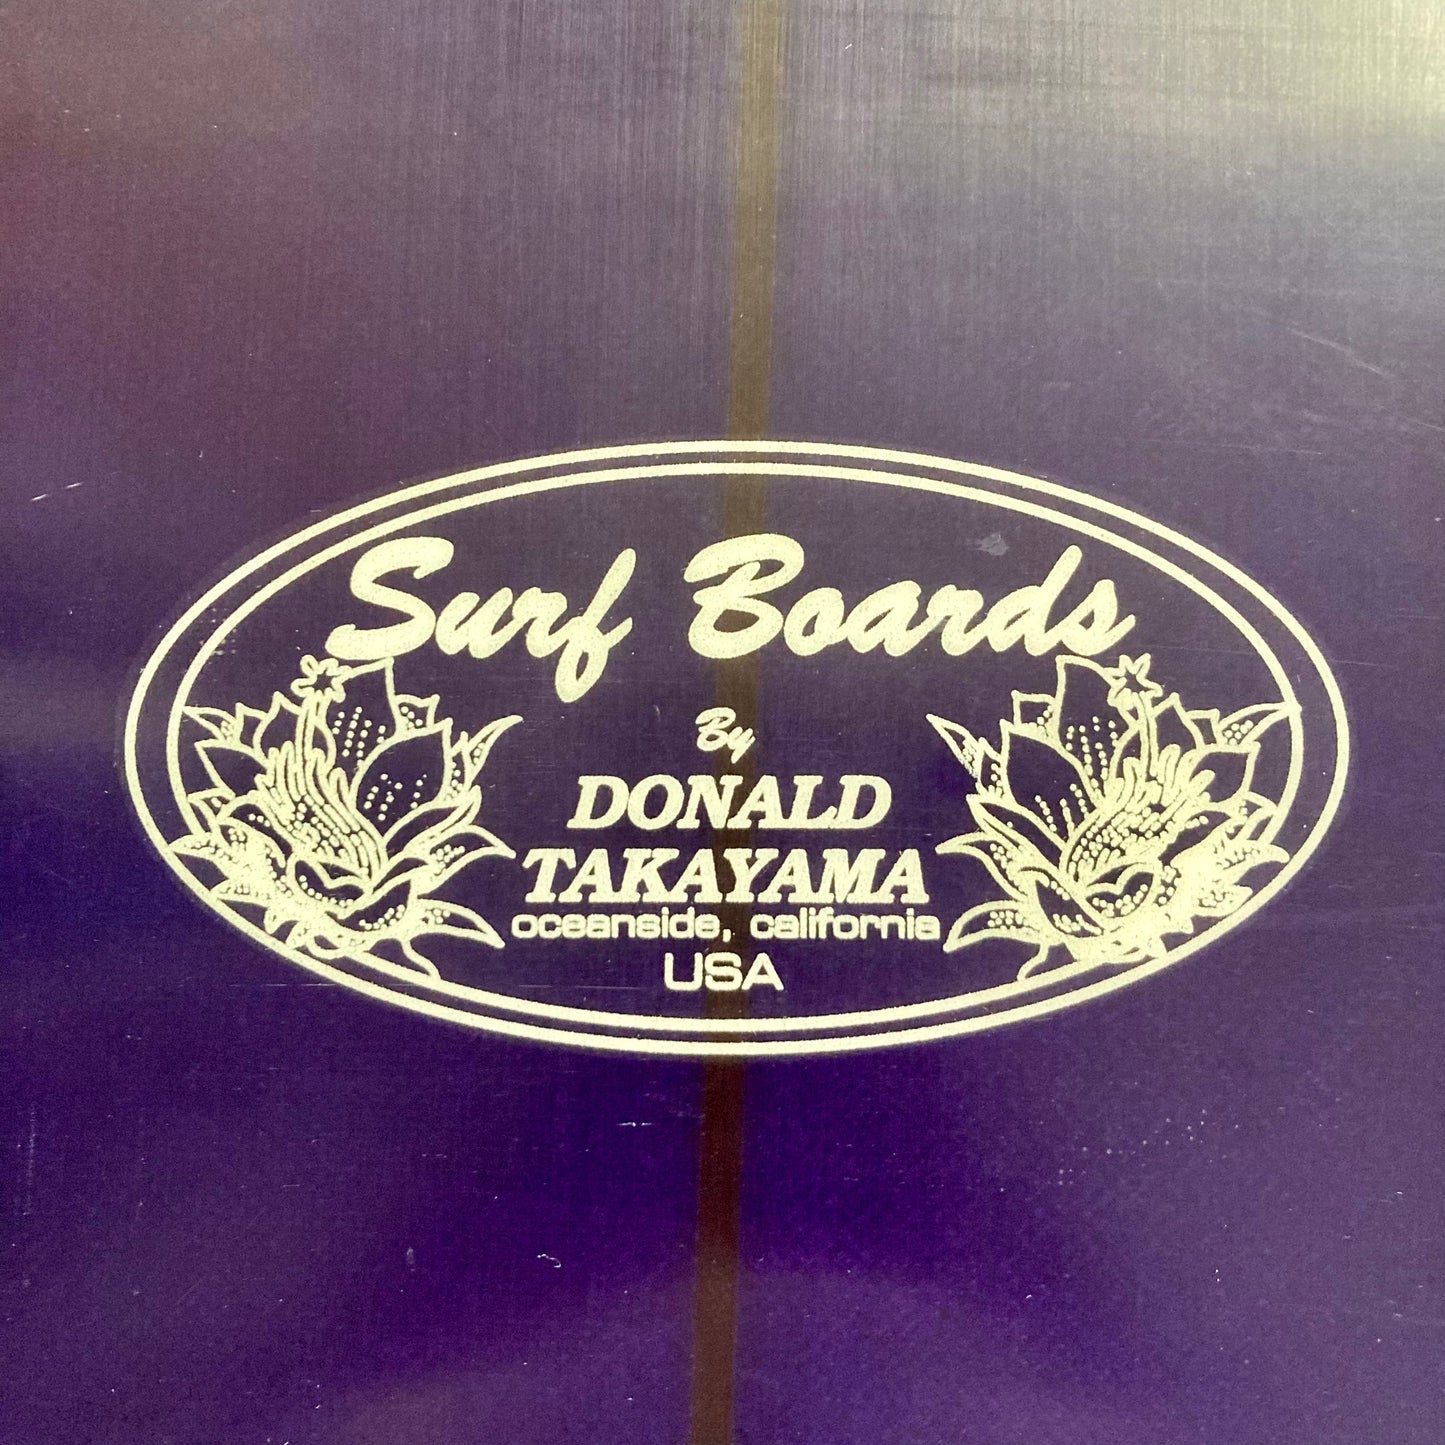 Surf Boards
By
DONALD
TAKAYAMA
oceanside, california
USA